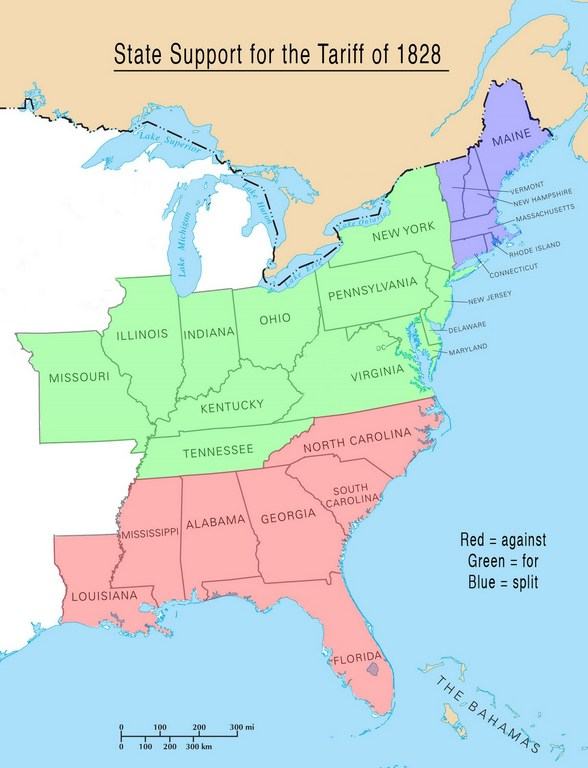 State Support for the Tariff of 1828
Lake Superior
Lake Michigan
Lake Huron
Lake Ontario
Lake Erie
MAINE
VERMONT
NEW HAMPSHIRE
MASSACHUSETTS
NEW YORK
RHODE ISLAND
CONNECTICUT
PENNSYLVANIA
NEW JERSEY
ILLINOIS
INDIANA
OHIO
DELAWARE
DC
MARYLAND
MISSOURI
VIRGINIA
KENTUCKY
TENNESSEE
NORTH CAROLINA
SOUTH
CAROLINA
MISSISSIPPI
ALABAMA
GEORGIA
Red = against
Green = for
Blue = split
LOUISIANA
FLORIDA
THE BAHAMAS
0 100 200 300 mi
0 100 200 300 km